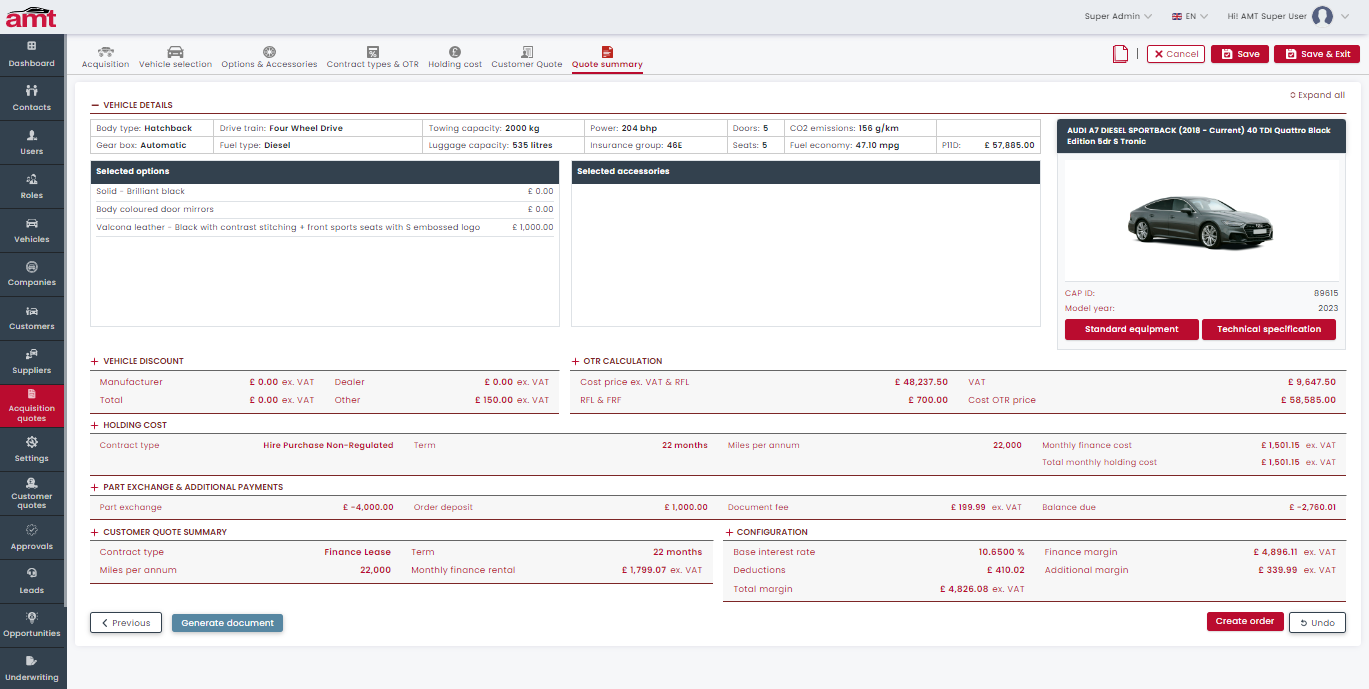 amt
Super Admin
EN
Hi! AMT Super User
Dashboard
Contacts
Users
Roles
Vehicles
Companies
Customers
Suppliers
Acquisition
quotes
Settings
Customer
quotes
Approvals
Leads
Opportunities
Underwriting
Acquisition
Vehicle selection
Options & Accessories
Contract types & OTR
Holding cost
Customer Quote
Quote summary
Cancel
Save
Save & Exit
Expand all
VEHICLE DETAILS
Body type: Hatchback
Drive train: Four Wheel Drive
Towing capacity: 2000 kg
Power: 204 bhp
Doors: 5
CO2 emissions: 156 g/km
Gear box: Automatic
Fuel type: Diesel
Luggage capacity: 535 litres
Insurance group: 46E
Seats: 5
Fuel economy: 47.10 mpg
P11D: £ 57,885.00
Selected options
Solid - Brilliant black £ 0.00
Body coloured door mirrors £ 0.00
Valcona leather - Black with contrast stitching + front sports seats with S embossed logo £ 1,000.00
Selected accessories
AUDI A7 DIESEL SPORTBACK (2018 - Current) 40 TDI Quattro Black
Edition 5dr S Tronic
CAP ID: 89615
Model year: 2023
Standard equipment
Technical specification
VEHICLE DISCOUNT
Manufacturer £ 0.00 ex. VAT Dealer £ 0.00 ex. VAT
Total £ 0.00 ex. VAT Other £ 150.00 ex. VAT
OTR CALCULATION
Cost price ex. VAT & RFL £ 48,237.50 VAT £ 9,647.50
RFL & FRF £ 700.00 Cost OTR price £ 58,585.00
HOLDING COST
Contract type Hire Purchase Non-Regulated Term 22 months Miles per annum 22,000 Monthly finance cost £ 1,501.15 ex. VAT
Total monthly holding cost £ 1,501.15 ex. VAT
PART EXCHANGE & ADDITIONAL PAYMENTS
Part exchange £ -4,000.00 Order deposit £ 1,000.00 Document fee £ 199.99 ex. VAT Balance due £ -2,760.01
CUSTOMER QUOTE SUMMARY
Contract type Finance Lease Term 22 months
Miles per annum 22,000 Monthly finance rental £ 1,799.07 ex. VAT
CONFIGURATION
Base interest rate 10.6500 % Finance margin £ 4,896.11 ex. VAT
Deductions £ 410.02 Additional margin £ 339.99 ex. VAT
Total margin £ 4,826.08 ex. VAT
Previous
Generate document
Create order
Undo